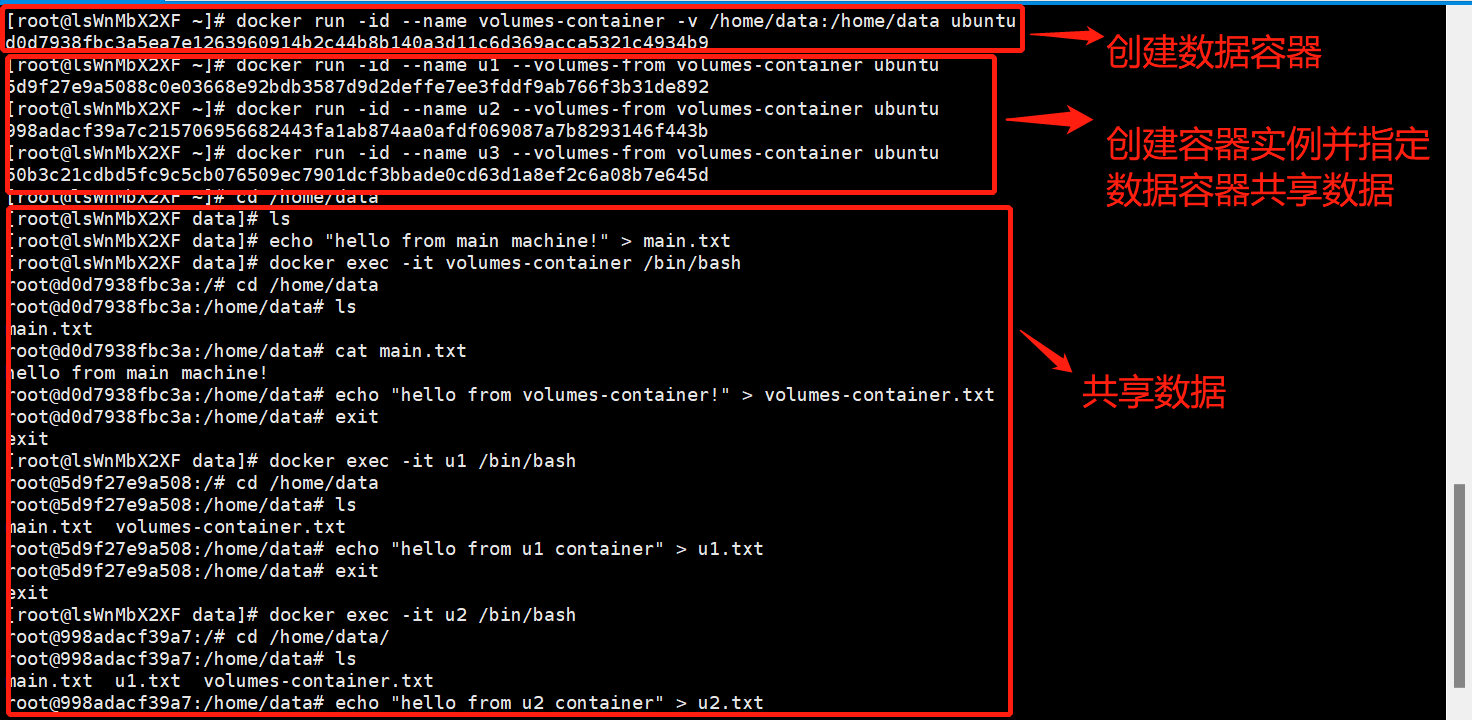 [root@lsWnMbX2XF ~]# docker run -id --name volumes-container -v /home/data:/home/data ubuntu
d0d7938fbc3a5ea7e1263960914b2c44b8b140a3d11c6d369acca5321c4934b9
创建数据容器
[root@lsWnMbX2XF ~]# docker run -id --name u1 --volumes-from volumes-container ubuntu
5d9f27e9a5088c0e03668e92bdb3587d9d2deffe7ee3fddf9ab766f3b31de892
[root@lsWnMbX2XF ~]# docker run -id --name u2 --volumes-from volumes-container ubuntu
998adacf39a7c215706956682443fa1ab874aa0afdf069087a7b8293146f443b
[root@lsWnMbX2XF ~]# docker run -id --name u3 --volumes-from volumes-container ubuntu
50b3c21cdbd5fc9c5cb076509ec7901dcf3bbade0cd63d1a8ef2c6a08b7e645d
创建容器实例并指定
数据容器共享数据
[root@lsWnMbX2XF ~]# cd /home/data
[root@lsWnMbX2XF data]# ls
[root@lsWnMbX2XF data]# echo "hello from main machine!" > main.txt
[root@lsWnMbX2XF data]# docker exec -it volumes-container /bin/bash
root@d0d7938fbc3a:/# cd /home/data
root@d0d7938fbc3a:/home/data# ls
main.txt
root@d0d7938fbc3a:/home/data# cat main.txt
hello from main machine!
root@d0d7938fbc3a:/home/data# echo "hello from volumes-container!" > volumes-container.txt
root@d0d7938fbc3a:/home/data# exit
exit
共享数据
[root@lsWnMbX2XF data]# docker exec -it u1 /bin/bash
root@5d9f27e9a508:/# cd /home/data
root@5d9f27e9a508:/home/data# ls
main.txt  volumes-container.txt
root@5d9f27e9a508:/home/data# echo "hello from u1 container" > u1.txt
root@5d9f27e9a508:/home/data# exit
exit
[root@lsWnMbX2XF data]# docker exec -it u2 /bin/bash
root@998adacf39a7:/# cd /home/data/
root@998adacf39a7:/home/data# ls
main.txt  u1.txt  volumes-container.txt
root@998adacf39a7:/home/data# echo "hello from u2 container" > u2.txt